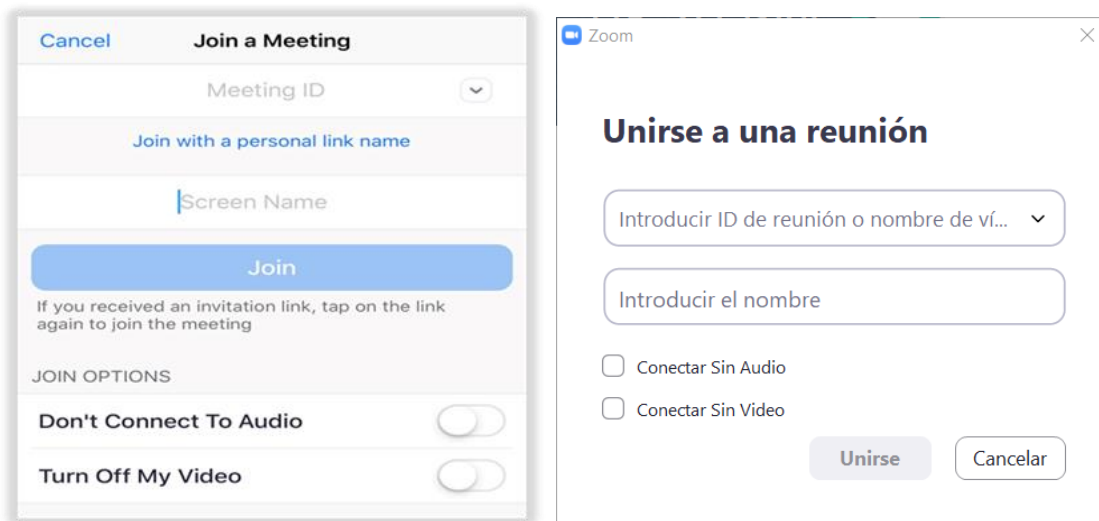 Cancel Join a Meeting
Meeting ID
Join with a personal link name
Screen Name
Join
If you received an invitation link, tap on the link
again to join the meeting
JOIN OPTIONS
Don't Connect To Audio
Turn Off My Video
Zoom
Unirse a una reunión
Introducir ID de reunión o nombre de ví...
Introducir el nombre
Conectar Sin Audio
Conectar Sin Video
Unirse Cancelar